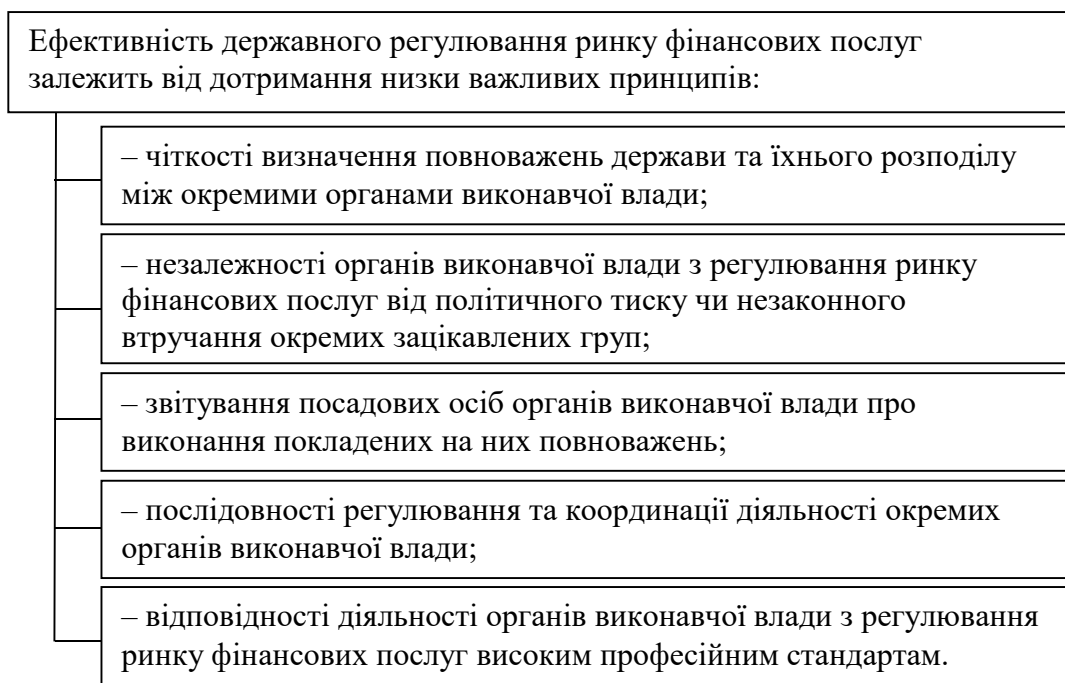 Ефективність державного регулювання ринку фінансових послуг
залежить від дотримання низки важливих принципів:
– чіткості визначення повноважень держави та їхнього розподілу
між окремими органами виконавчої влади;
– незалежності органів виконавчої влади з регулювання ринку
фінансових послуг від політичного тиску чи незаконного
втручання окремих зацікавлених груп;
– звітування посадових осіб органів виконавчої влади про
виконання покладених на них повноважень;
– послідовності регулювання та координації діяльності окремих
органів виконавчої влади;
– відповідності діяльності органів виконавчої влади з регулювання
ринку фінансових послуг високим професійним стандартам.